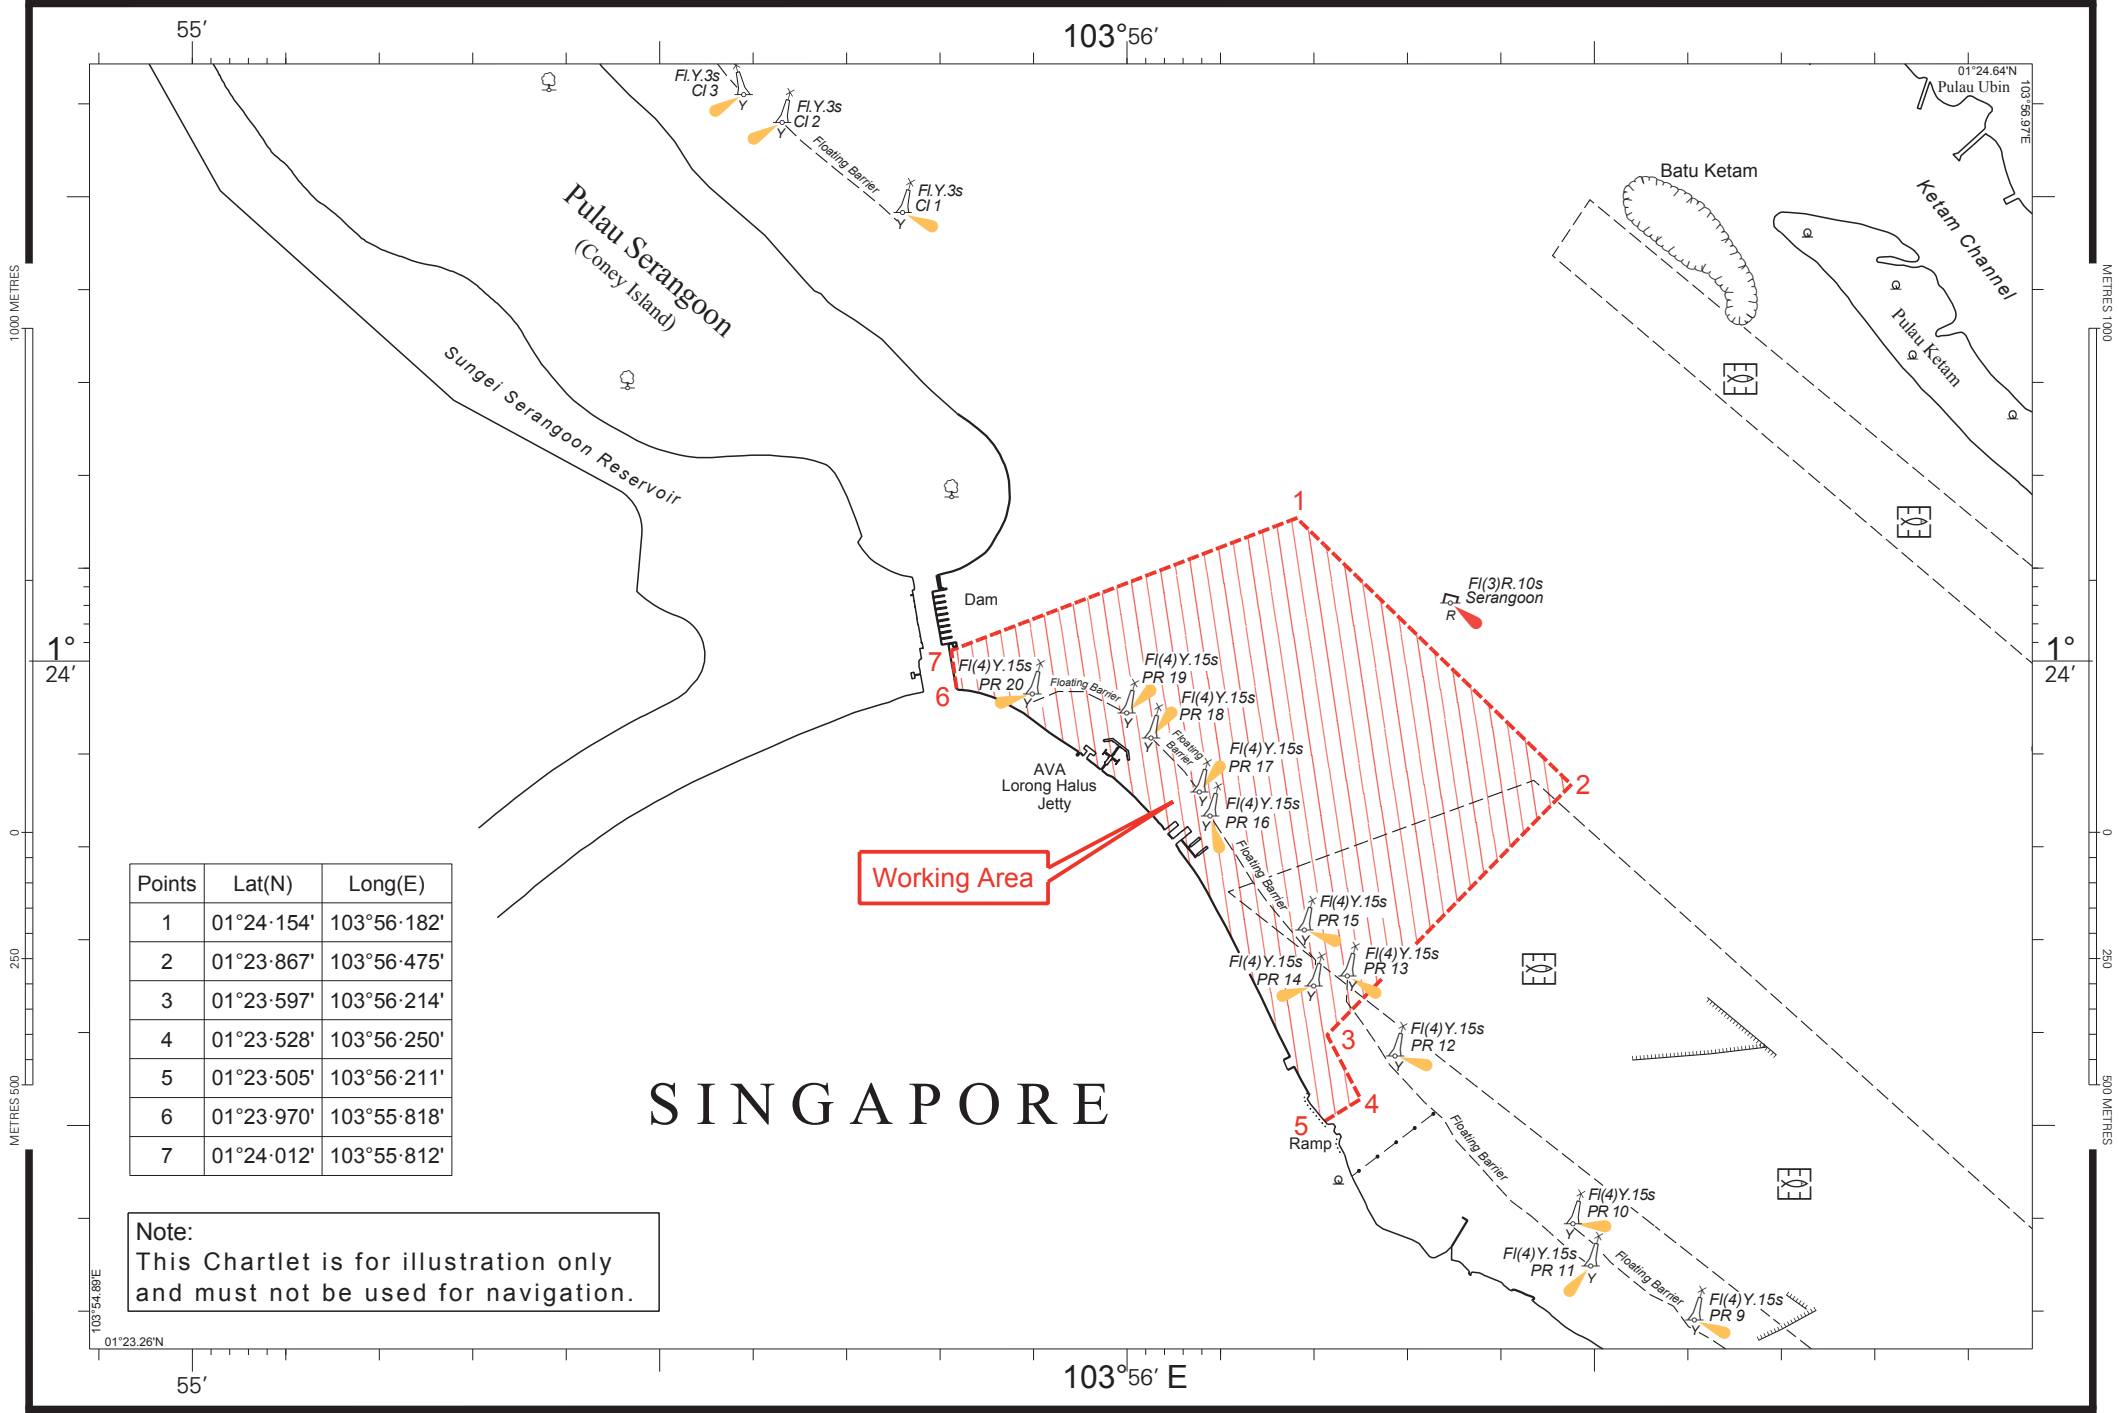 55'
103°56'
Fl.Y.3s
CI 3
Y
Fl.Y.3s
CI 2
Y
Floating Barrier
Fl.Y.3s
CI 1
Y
01°24.64'N
Pulau Ubin
103°56.97'E
Batu Ketam
Ketam Channel
Pulau Ketam
Pulau Serangoon
(Coney Island)
Sungei Serangoon Reservoir
1000 METRES
METRES 1000
1
Fl(3)R.10s
Serangoon
R
Dam
1°
24'
1°
24'
7
6
Fl(4)Y.15s
PR 20
Y
Floating Barrier
Fl(4)Y.15s
PR 19
Y
Fl(4)Y.15s
PR 18
Y
Floating
Barrier
Fl(4)Y.15s
PR 17
Y
Fl(4)Y.15s
PR 16
Y
2
AVA
Lorong Halus
Jetty
0
0
Working Area
Floating Barrier
Fl(4)Y.15s
PR 15
Y
Fl(4)Y.15s
PR 14
Y
Fl(4)Y.15s
PR 13
Y
250
250
3
Fl(4)Y.15s
PR 12
Y
4
5
Ramp
METRES 500
500 METRES
SINGAPORE
Floating Barrier
Fl(4)Y.15s
PR 10
Y
Fl(4)Y.15s
PR 11
Y
Floating Barrier
Fl(4)Y.15s
PR 9
Y
Points Lat(N) Long(E)
1 01°24·154' 103°56·182'
2 01°23·867' 103°56·475'
3 01°23·597' 103°56·214'
4 01°23·528' 103°56·250'
5 01°23·505' 103°56·211'
6 01°23·970' 103°55·818'
7 01°24·012' 103°55·812'
Note:
This Chartlet is for illustration only
and must not be used for navigation.
103°54.89'E
01°23.26'N
55'
103°56' E